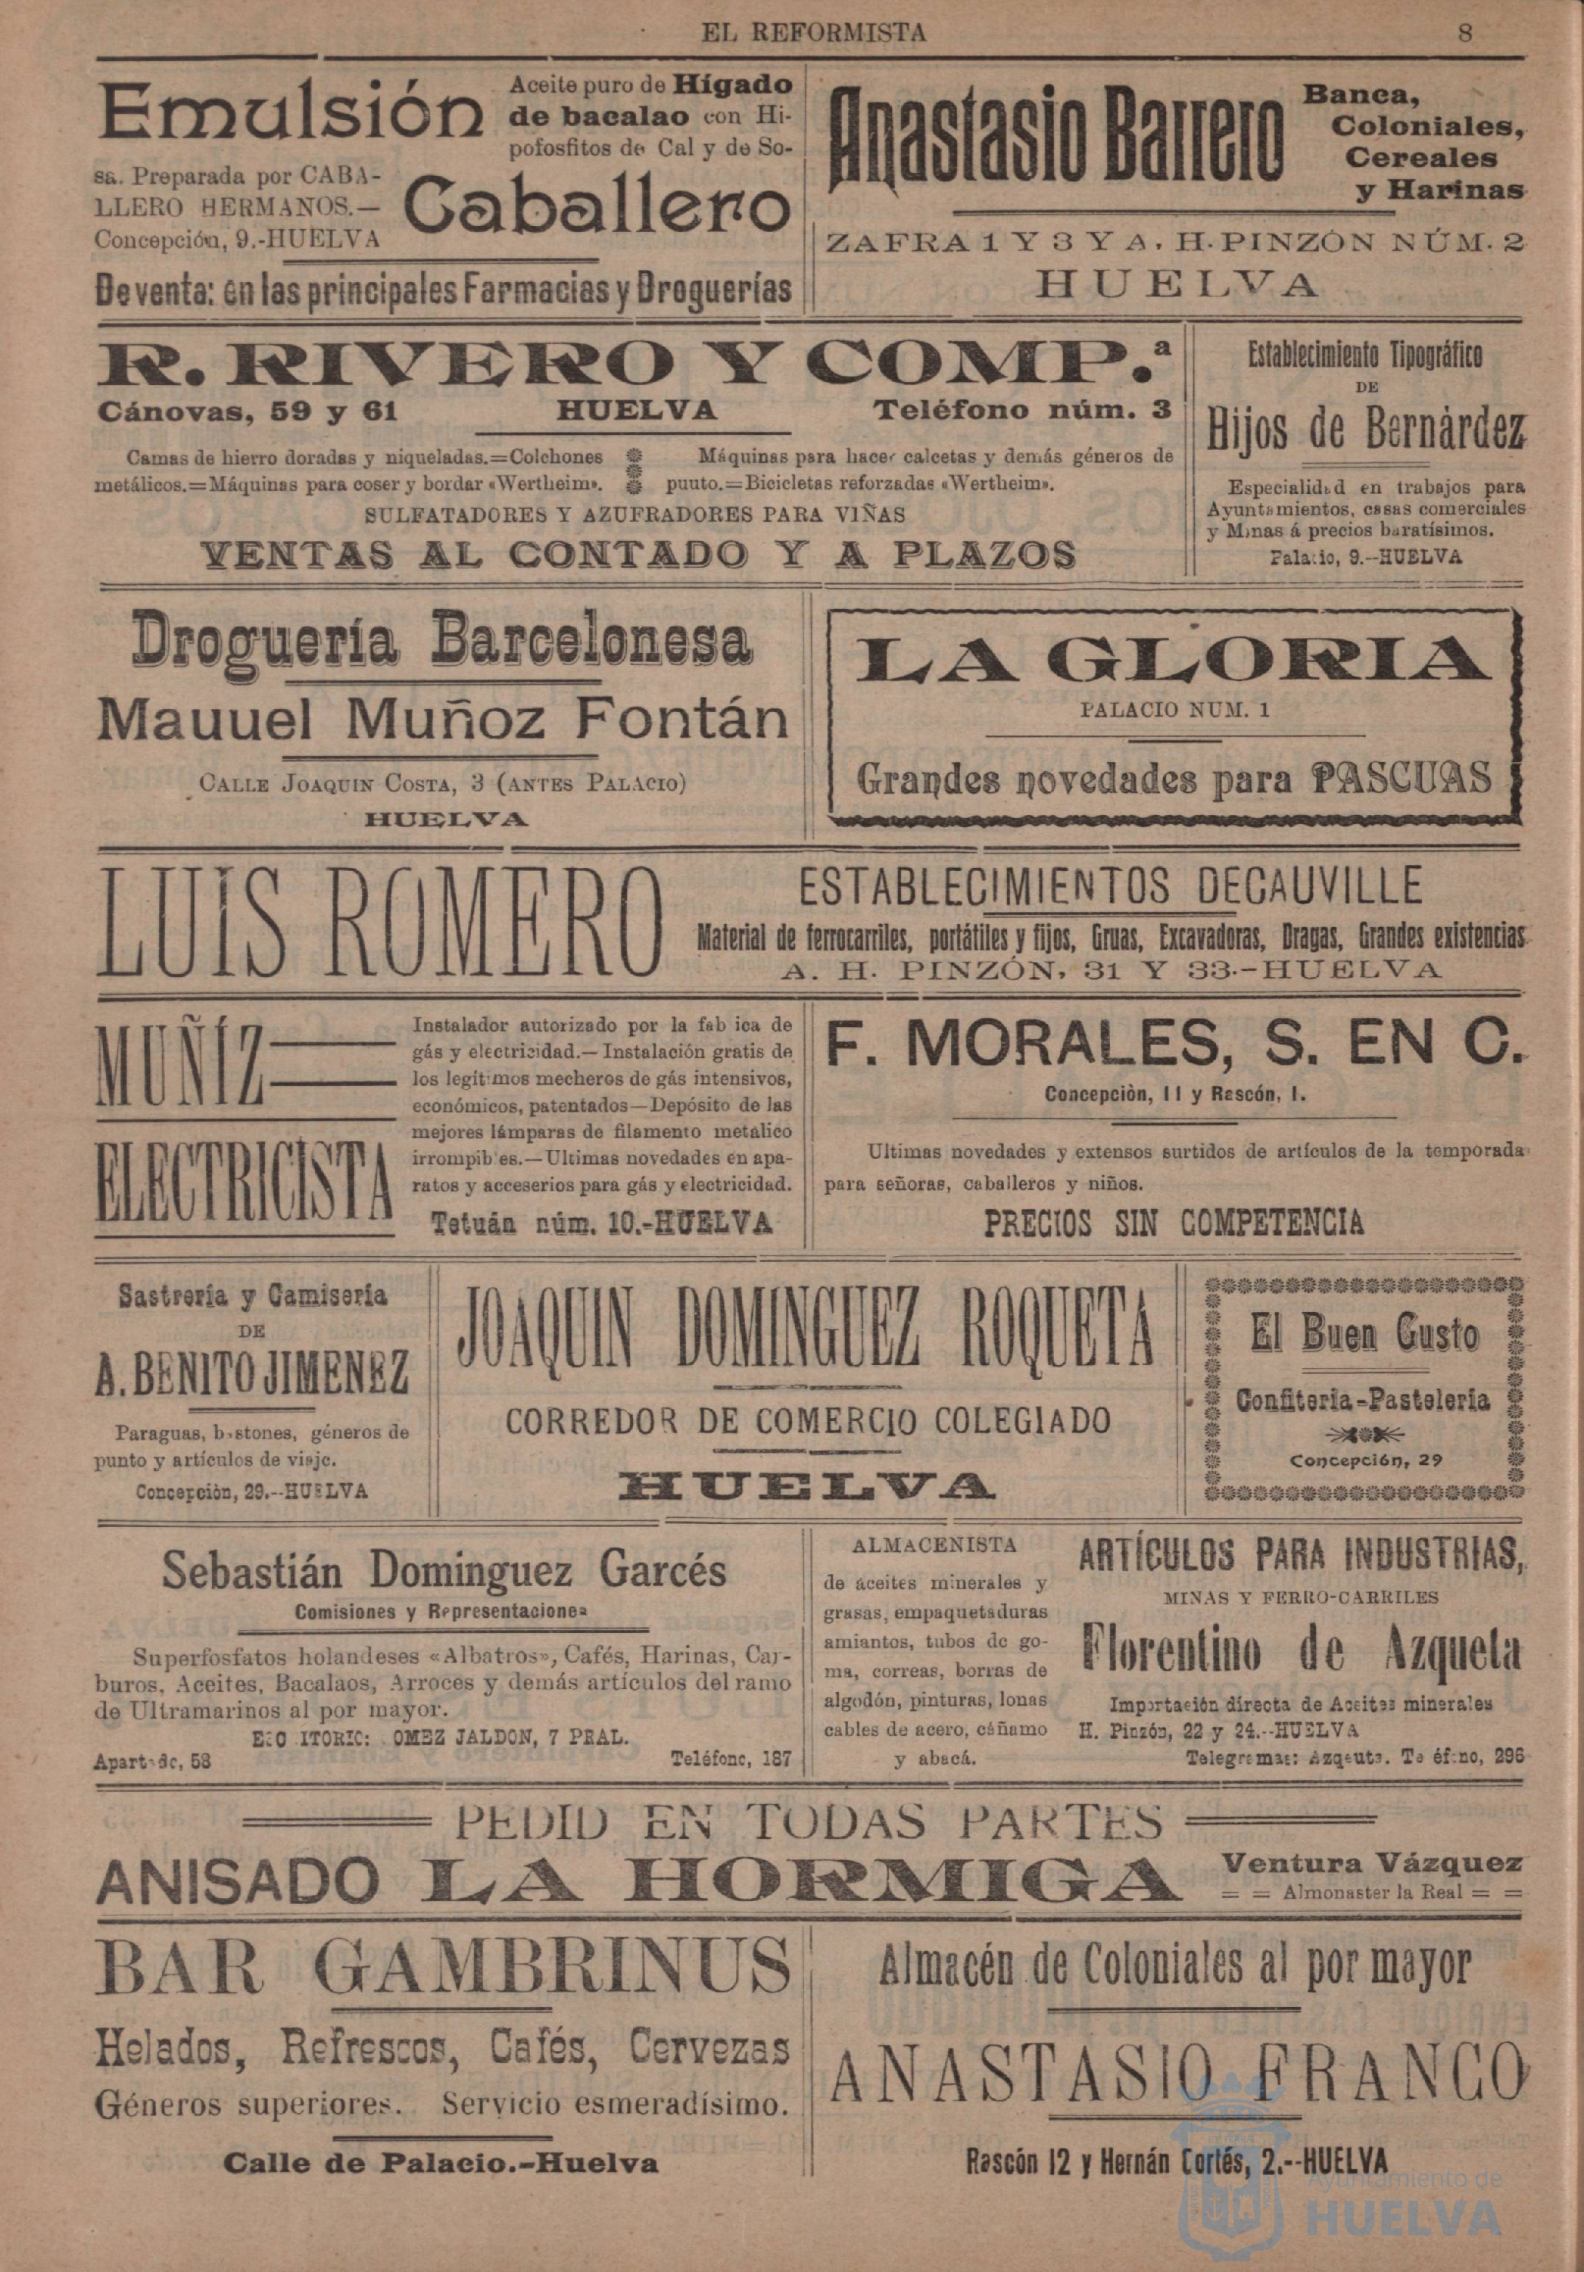 EL REFORMISTA
8
Emulsión
Aceite puro de Hígado
de bacalao con Hi-
pofosfitos de Cal y de So-
sa. Preparada por CABA-
LLERO HERMANOS.—
Concepción, 9.-HUELVA
Caballero
De venta: en las principales Farmacias y Droguerías
Anastasio Barrero
Banca,
Coloniales,
Cereales
y Harinas
ZAFRA 1 Y 3 Y A. H. PINZÓN NÚM. 2
HUELVA
R. RIVERO Y COMP.ª
Cánovas, 59 y 61
HUELVA
Teléfono núm. 3
Camas de hierro doradas y niqueladas.=Colchones
metálicos.=Máquinas para coser y bordar «Wertheim».
Máquinas para hacer calcetas y demás géneros de
puuto.=Bicicletas reforzadas «Wertheim».
SULFATADORES Y AZUFRADORES PARA VIÑAS
VENTAS AL CONTADO Y A PLAZOS
Establecimiento Tipográfico
DE
Hijos de Bernárdez
Especialidad en trabajos para
Ayuntamientos, casas comerciales
y Minas á precios baratísimos.
Palacio, 9.--HUELVA
Droguería Barcelonesa
Mauuel Muñoz Fontán
CALLE JOAQUIN COSTA, 3 (ANTES PALACIO)
HUELVA
LA GLORIA
PALACIO NUM. 1
Grandes novedades para PASCUAS
LUIS ROMERO
ESTABLECIMIENTOS DECAUVILLE
Material de ferrocarriles, portátiles y fijos, Gruas, Excavadoras, Dragas, Grandes existencias
A. H. PINZÓN, 31 Y 33.-HUELVA
MUÑÍZ
ELECTRICISTA
Instalador autorizado por la fab ica de
gás y electricidad.—Instalación gratis de
los legítimos mecheros de gás intensivos,
económicos, patentados—Depósito de las
mejores lámparas de filamento metalico
irrompib'es.—Ultimas novedades en apa-
ratos y acceserios para gás y electricidad.
Tetuán núm. 10.-HUELVA
F. MORALES, S. EN C.
Concepciòn, 11 y Rascón, 1.
Ultimas novedades y extensos surtidos de artículos de la temporada
para señoras, caballeros y niños.
PRECIOS SIN COMPETENCIA
Sastrería y Camisería
DE
A. BENITO JIMENEZ
Paraguas, bastones, géneros de
punto y artículos de viaje.
Concepciòn, 29.--HUELVA
JOAQUIN DOMINGUEZ ROQUETA
CORREDOR DE COMERCIO COLEGIADO
HUELVA
El Buen Gusto
Confitería-Pastelería
Concepción, 29
Sebastián Dominguez Garcés
Comisiones y Representaciones
Superfosfatos holandeses «Albatros», Cafés, Harinas, Car-
buros, Aceites, Bacalaos, Arroces y demás artículos del ramo
de Ultramarinos al por mayor.
ESC ITORIC: OMEZ JALDON, 7 PRAL.
Apartado, 58
Teléfono, 187
ALMACENISTA
de aceites minerales y
grasas, empaquetaduras
amiantos, tubos de go-
ma, correas, borras de
algodón, pinturas, lonas
cables de acero, cáñamo
y abacá.
ARTÍCULOS PARA INDUSTRIAS,
MINAS Y FERRO-CARRILES
Florentino de Azqueta
Importación directa de Aceites minerales
H. Pinzón, 22 y 24.--HUELVA
Telegramas: Azqeuta. Te éfono, 296
PEDID EN TODAS PARTES
ANISADO LA HORMIGA
Ventura Vázquez
= = Almonaster la Real = =
BAR GAMBRINUS
Helados, Refrescos, Cafés, Cervezas
Géneros superiores. Servicio esmeradísimo.
Calle de Palacio.-Huelva
Almacén de Coloniales al por mayor
ANASTASIO FRANCO
Rascón 12 y Hernán Cortés, 2.--HUELVA
Ayuntamiento de
HUELVA